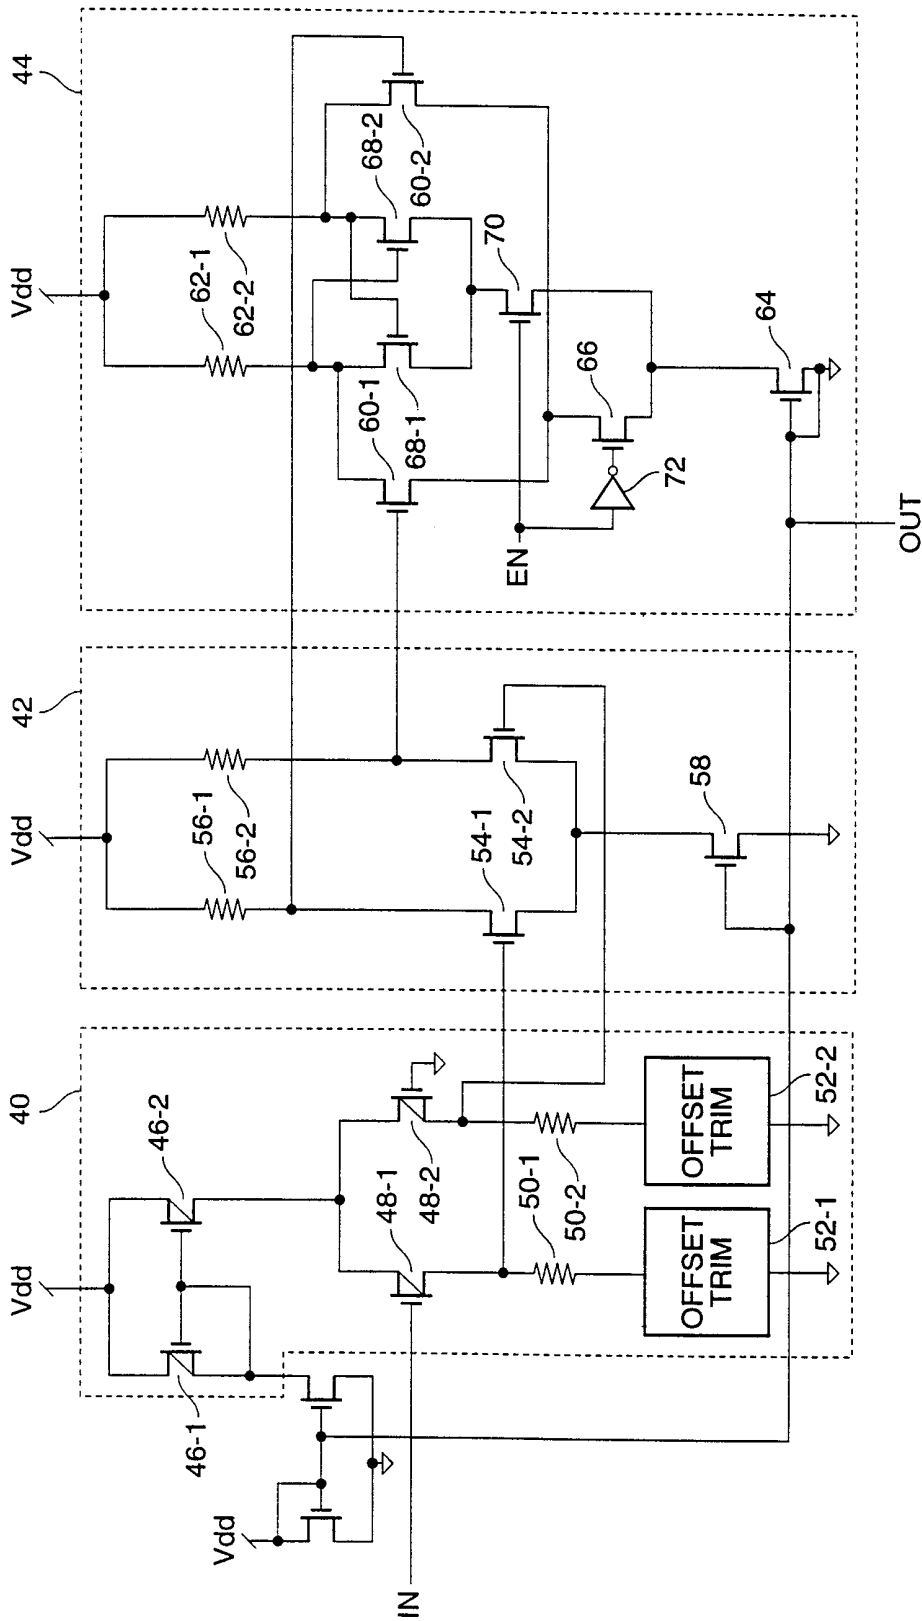 40
42
44
Vdd
46-1
46-2
Vdd
48-1
48-2
50-1
50-2
OFFSET
TRIM
52-1
OFFSET
TRIM
52-2
IN
Vdd
56-1
56-2
54-1
54-2
58
Vdd
62-1
62-2
68-2
60-2
60-1
68-1
70
66
72
EN
64
OUT